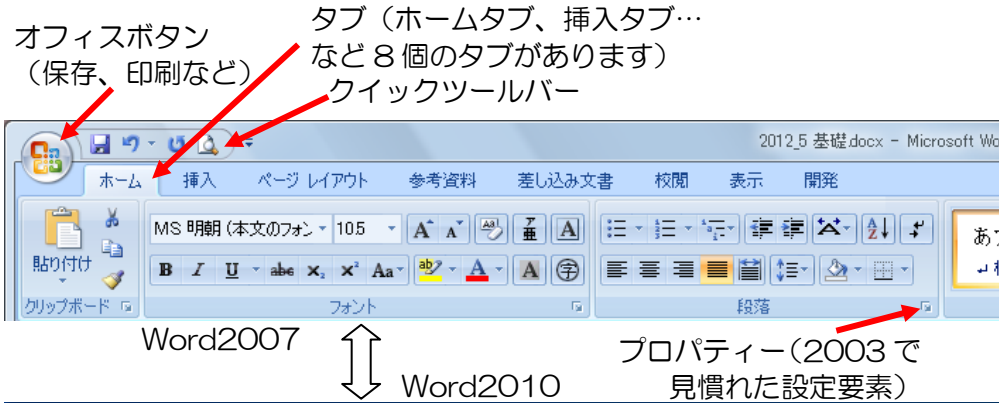 タブ（ホームタブ、挿入タブ…
など８個のタブがあります）
オフィスボタン
（保存、印刷など）
クイックツールバー
2012_5 基礎.docx - Microsoft Wo
ホーム 挿入 ページ レイアウト 参考資料 差し込み文書 校閲 表示 開発
MS 明朝 (本文のフォン 10.5
貼り付け
クリップボード フォント 段落
Word2007
プロパティー（2003 で
見慣れた設定要素）
Word2010